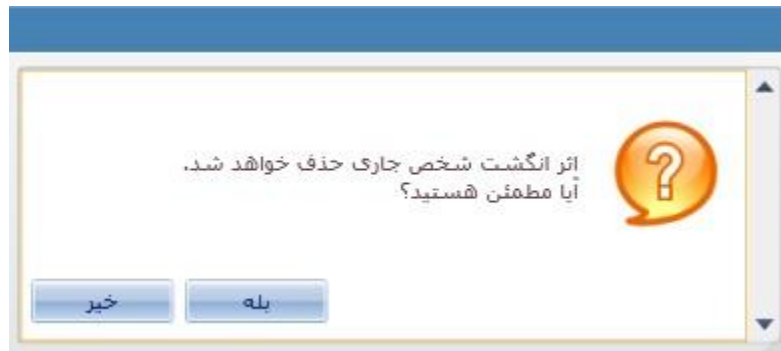 اثر انگشت شخص جاری حذف خواهد شد.
آیا مطمئن هستید؟
بله
خیر